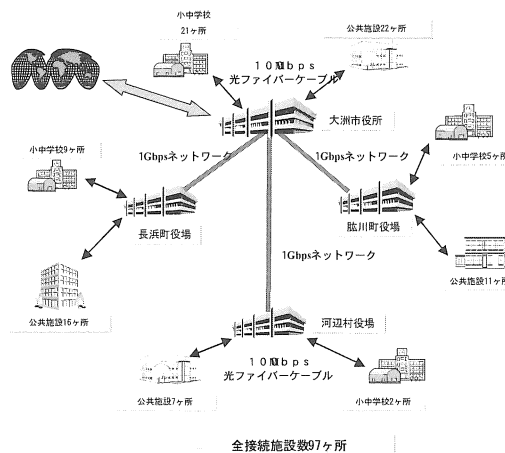 小中学校
21ヶ所
100Mbps
光ファイバーケーブル
公共施設22ヶ所
大洲市役所
小中学校9ヶ所
1Gbpsネットワーク
1Gbpsネットワーク
小中学校5ヶ所
長浜町役場
肱川町役場
1Gbpsネットワーク
公共施設11ヶ所
公共施設16ヶ所
河辺村役場
100Mbps
光ファイバーケーブル
公共施設7ヶ所
小中学校2ヶ所
全接続施設数97ヶ所